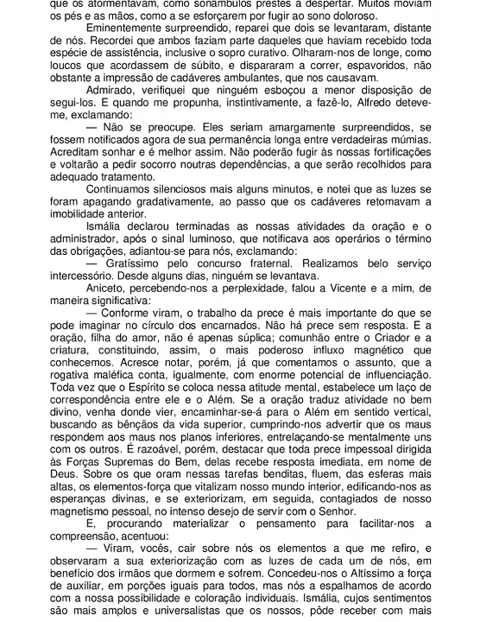 que os atormentavam, como sonâmbulos prestes a despertar. Muitos moviam
os pés e as mãos, como a se esforçarem por fugir ao sono doloroso.
Eminentemente surpreendido, reparei que dois se levantaram, distante
de nós. Recordei que ambos faziam parte daqueles que haviam recebido toda
espécie de assistência, inclusive o sopro curativo. Olharam-nos de longe, como
loucos que acordassem de súbito, e dispararam a correr, espavoridos, não
obstante a impressão de cadáveres ambulantes, que nos causavam.
Admirado, verifiquei que ninguém esboçou a menor disposição de
segui-los. E quando me propunha, instintivamente, a fazê-lo, Alfredo deteve-
me, exclamando:
— Não se preocupe. Eles seriam amargamente surpreendidos, se
fossem notificados agora de sua permanência longa entre verdadeiras múmias.
Acreditam sonhar e é melhor assim. Não poderão fugir às nossas fortificações
e voltarão a pedir socorro noutras dependências, a que serão recolhidos para
adequado tratamento.
Continuamos silenciosos mais alguns minutos, e notei que as luzes se
foram apagando gradativamente, ao passo que os cadáveres retomavam a
imobilidade anterior.
Ismália declarou terminadas as nossas atividades da oração e o
administrador, após o sinal luminoso, que notificava aos operários o término
das obrigações, adiantou-se para nós, exclamando:
— Gratíssimo pelo concurso fraternal. Realizamos belo serviço
intercessório. Desde alguns dias, ninguém se levantava.
Aniceto, percebendo-nos a perplexidade, falou a Vicente e a mim, de
maneira significativa:
— Conforme viram, o trabalho da prece é mais importante do que se
pode imaginar no círculo dos encarnados. Não há prece sem resposta. E a
oração, filha do amor, não é apenas súplica; comunhão entre o Criador e a
criatura, constituindo, assim, o mais poderoso influxo magnético que
conhecemos. Acresce notar, porém, já que comentamos o assunto, que a
rogativa maléfica conta, igualmente, com enorme potencial de influenciação.
Toda vez que o Espírito se coloca nessa atitude mental, estabelece um laço de
correspondência entre ele e o Além. Se a oração traduz atividade no bem
divino, venha donde vier, encaminhar-se-á para o Além em sentido vertical,
buscando as bênçãos da vida superior, cumprindo-nos advertir que os maus
respondem aos maus nos planos inferiores, entrelaçando-se mentalmente uns
com os outros. É razoável, porém, destacar que toda prece impessoal dirigida
às Forças Supremas do Bem, delas recebe resposta imediata, em nome de
Deus. Sobre os que oram nessas tarefas benditas, fluem, das esferas mais
altas, os elementos-força que vitalizam nosso mundo interior, edificando-nos as
esperanças divinas, e se exteriorizam, em seguida, contagiados de nosso
magnetismo pessoal, no intenso desejo de servir com o Senhor.
E, procurando materializar o pensamento para facilitar-nos a
compreensão, acentuou:
— Viram, vocês, cair sobre nós os elementos a que me refiro, e
observaram a sua exteriorização com as luzes de cada um de nós, em
benefício dos irmãos que dormem e sofrem. Concedeu-nos o Altíssimo a força
de auxiliar, em porções iguais para todos, mas nós a espalhamos de acordo
com a nossa possibilidade e coloração individuais. Ismália, cujos sentimentos
são mais amplos e universalistas que os nossos, pôde receber com mais